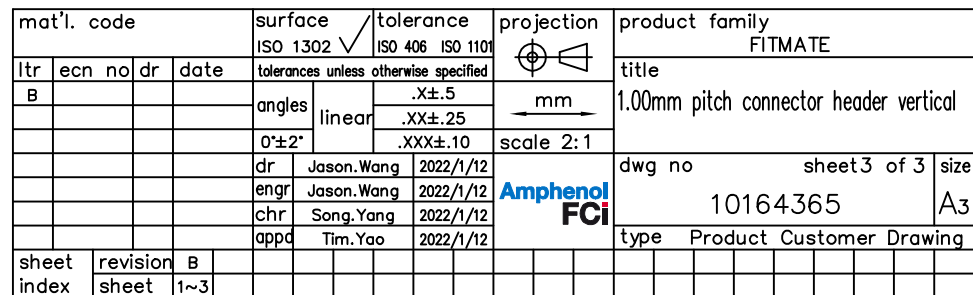 mat'l. code
surface
ISO 1302
tolerance
ISO 406 ISO 1101
projection
product family
FITMATE
ltr ecn no dr date
tolerances unless otherwise specified
title
1.00mm pitch connector header vertical
B
angles
linear
.X±.5
.XX±.25
0°±2°
.XXX±.10
mm
scale 2:1
dr Jason.Wang 2022/1/12
engr Jason.Wang 2022/1/12
chr Song.Yang 2022/1/12
appd Tim.Yao 2022/1/12
Amphenol
FCi
dwg no sheet3 of 3 size
10164365 A3
type Product Customer Drawing
sheet revision B
index sheet 1~3